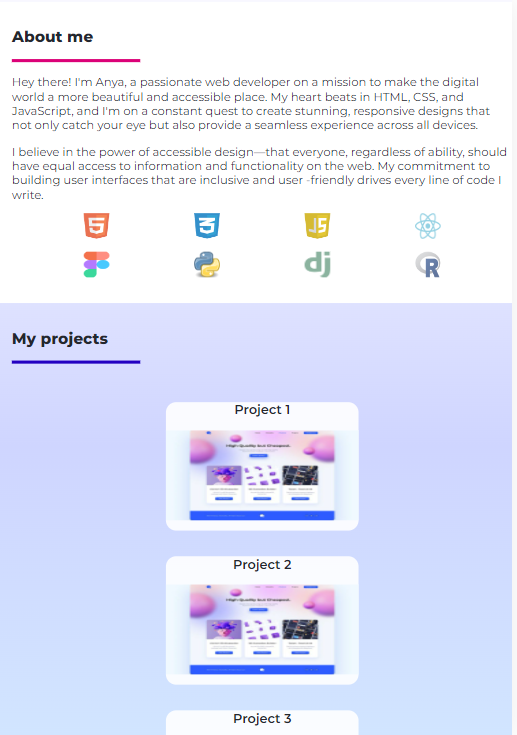 About me
Hey there! I'm Anya, a passionate web developer on a mission to make the digital
world a more beautiful and accessible place. My heart beats in HTML, CSS, and
JavaScript, and I'm on a constant quest to create stunning, responsive designs that
not only catch your eye but also provide a seamless experience across all devices.
I believe in the power of accessible design—that everyone, regardless of ability, should
have equal access to information and functionality on the web. My commitment to
building user interfaces that are inclusive and user -friendly drives every line of code I
write.
5 3 JS
dj R
My projects
Project 1
High Quality but Cheapest.
Project 2
High Quality but Cheapest.
Project 3